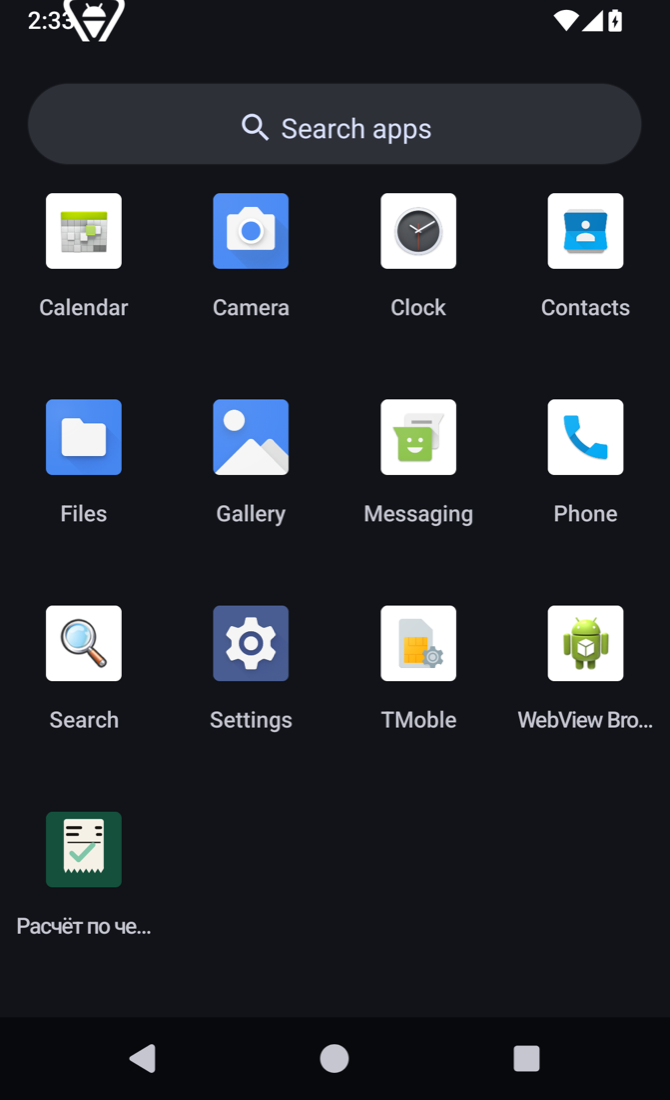 2:33
Search apps
Calendar
Camera
Clock
Contacts
Files
Gallery
Messaging
Phone
Search
Settings
TMoble
WebView Bro...
Расчёт по че...